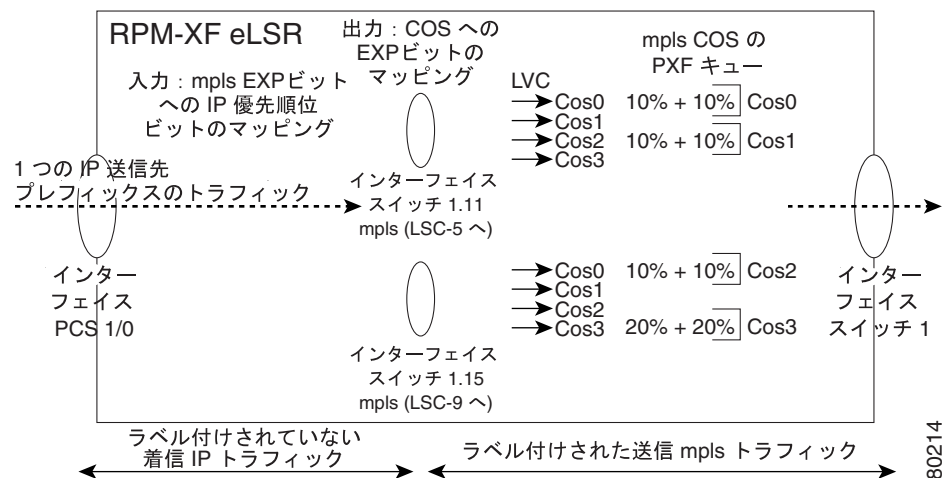 RPM-XF eLSR
入力：mpls EXPビット
への IP 優先順位
ビットのマッピング
出力：COS への
EXPビットの
マッピング
mpls COS の
PXF キュー
LVC
Cos0
Cos1
Cos2
Cos3
10% + 10% Cos0
10% + 10% Cos1
1 つの IP 送信先
プレフィックスのトラフィック
インターフェイス
スイッチ 1.11
mpls (LSC-5 へ)
インター
フェイス
PCS 1/0
Cos0
Cos1
Cos2
Cos3
10% + 10% Cos2
20% + 20% Cos3
インター
フェイス
スイッチ 1
インターフェイス
スイッチ 1.15
mpls (LSC-9 へ)
ラベル付けされていない
着信 IP トラフィック
ラベル付けされた送信 mpls トラフィック
80214